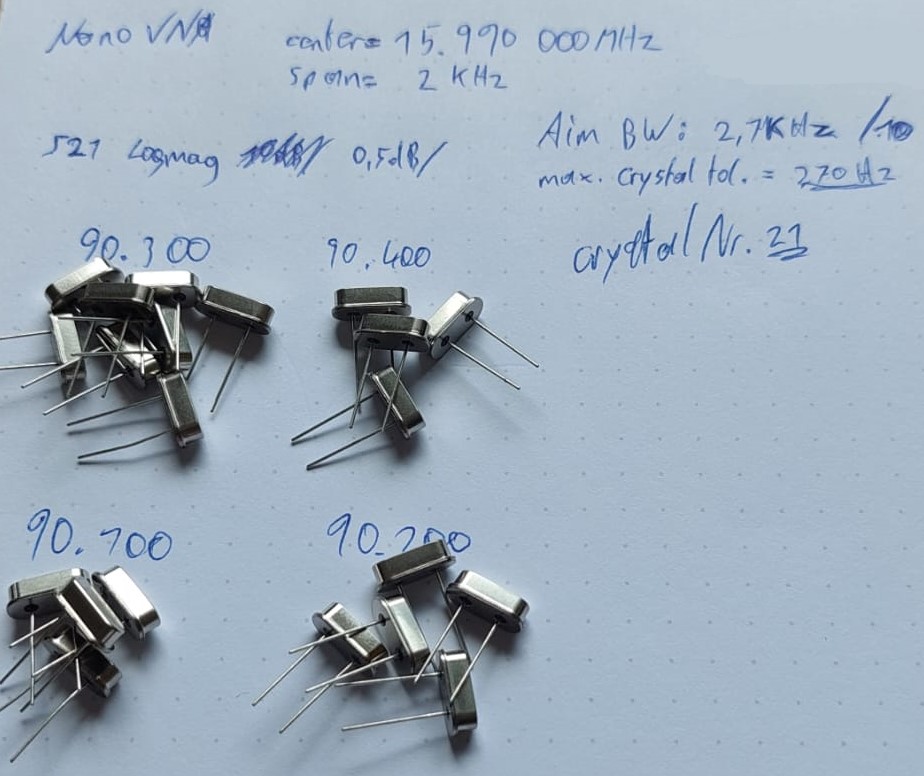 Nano VNA center= 15.990 000 MHz
span= 2 KHz
S21 Logmag 0,5dB/
Aim BW: 2,7KHz /10
max. crystal tol. = 270 Hz
crystal Nr. 21
90.300 90.400
90.100 90.200